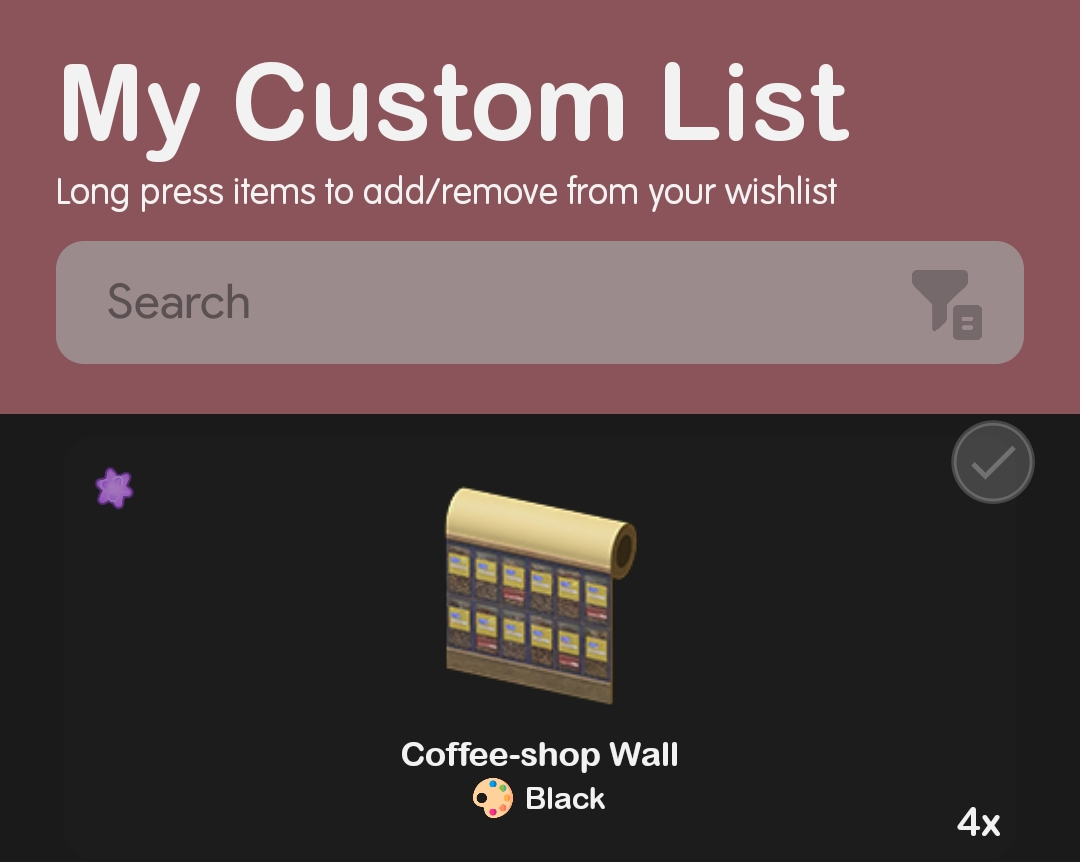 My Custom List
Long press items to add/remove from your wishlist
Search
Coffee-shop Wall
Black
4x